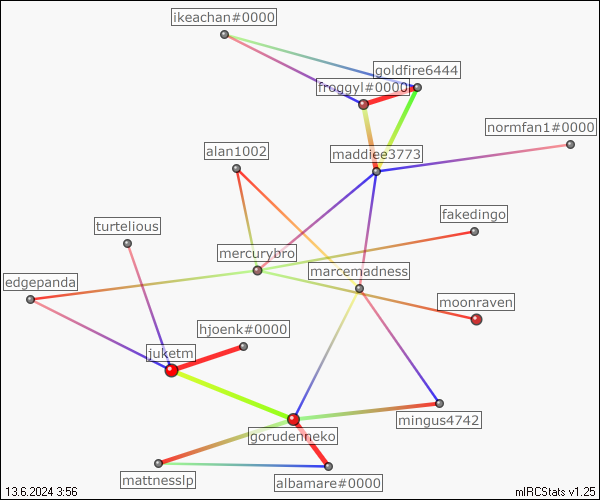 ikeachan#0000
goldfire6444
froggyl#0000
normfan1#0000
alan1002
maddiee3773
fakedingo
turtelious
mercurybro
marcemadness
edgepanda
moonraven
hjoenk#0000
juketm
mingus4742
gorudenneko
mattnesslp
albamare#0000
13.6.2024 3:56
mIRCStats v1.25